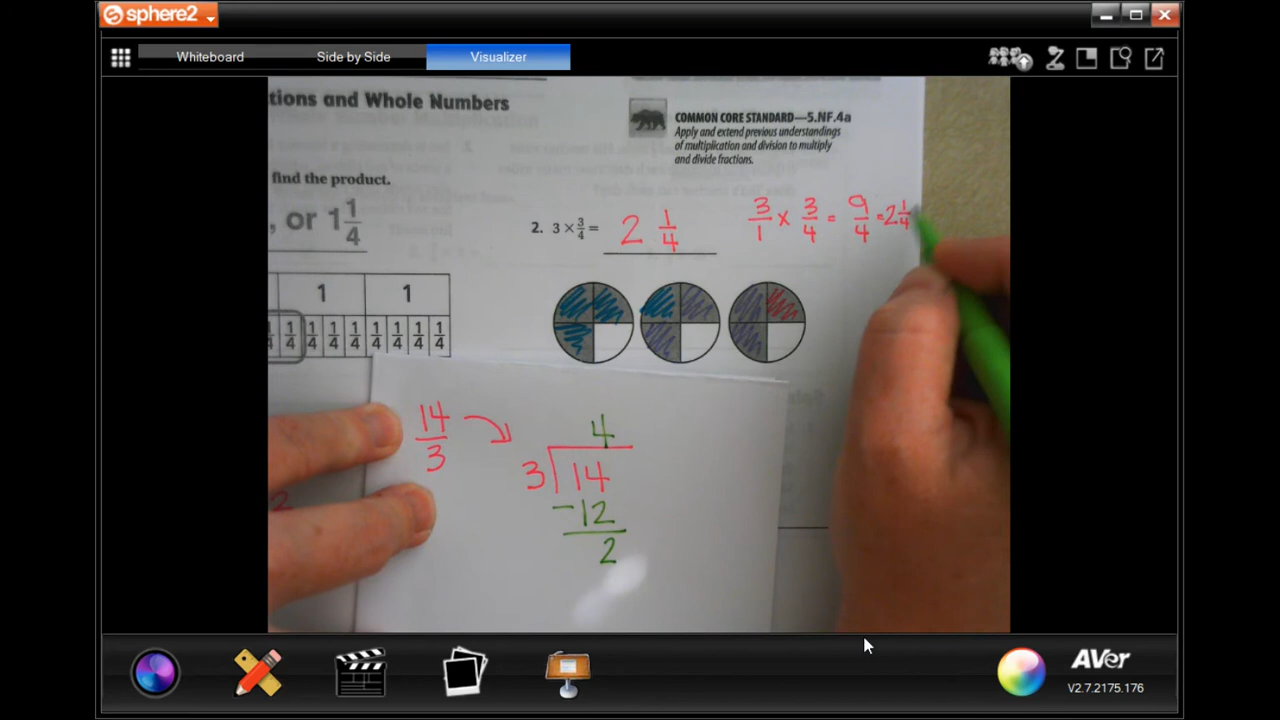 sphere2
Whiteboard Side by Side Visualizer
tions and Whole Numbers
COMMON CORE STANDARD—5.NF.4a
Apply and extend previous understandings
of multiplication and division to multiply
and divide fractions.
find the product.
, or 1 1/4
2. 3 × 3/4 = 2 1/4
3/1 × 3/4 = 9/4 = 2 1/4
1 1
1/4 1/4 1/4 1/4 1/4 1/4 1/4 1/4
14/3
4
3 14
-12
2
AVer
V2.7.2175.176